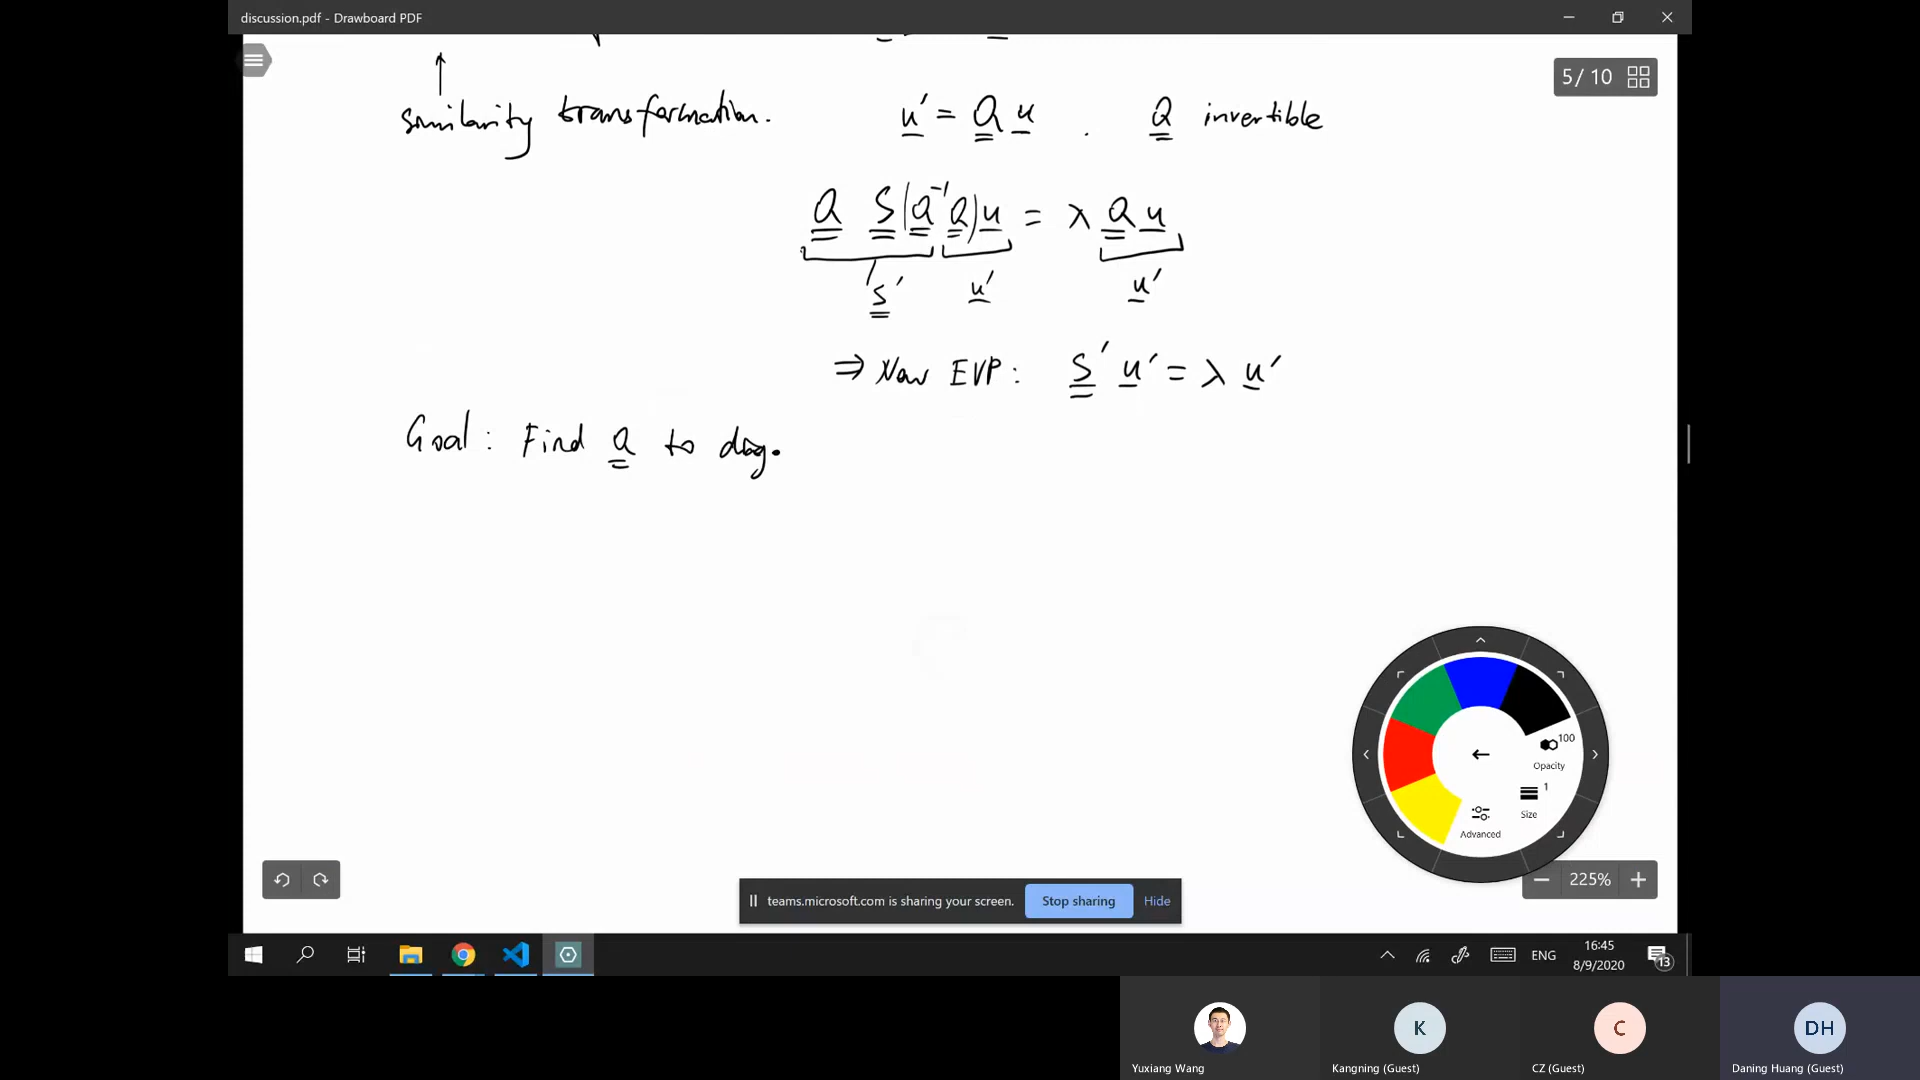 discussion.pdf - Drawboard PDF
5 / 10
similarity transformation. u' = Q u . Q invertible
Q S (Q⁻¹ Q) u = λ Q u
S' u' u'
⇒ New EVP: S' u' = λ u'
Goal: Find Q to diag.
100
Opacity
1
Size
Advanced
225%
teams.microsoft.com is sharing your screen. Stop sharing Hide
ENG
16:45
8/9/2020
13
K C DH
Yuxiang Wang Kangning (Guest) CZ (Guest) Daning Huang (Guest)